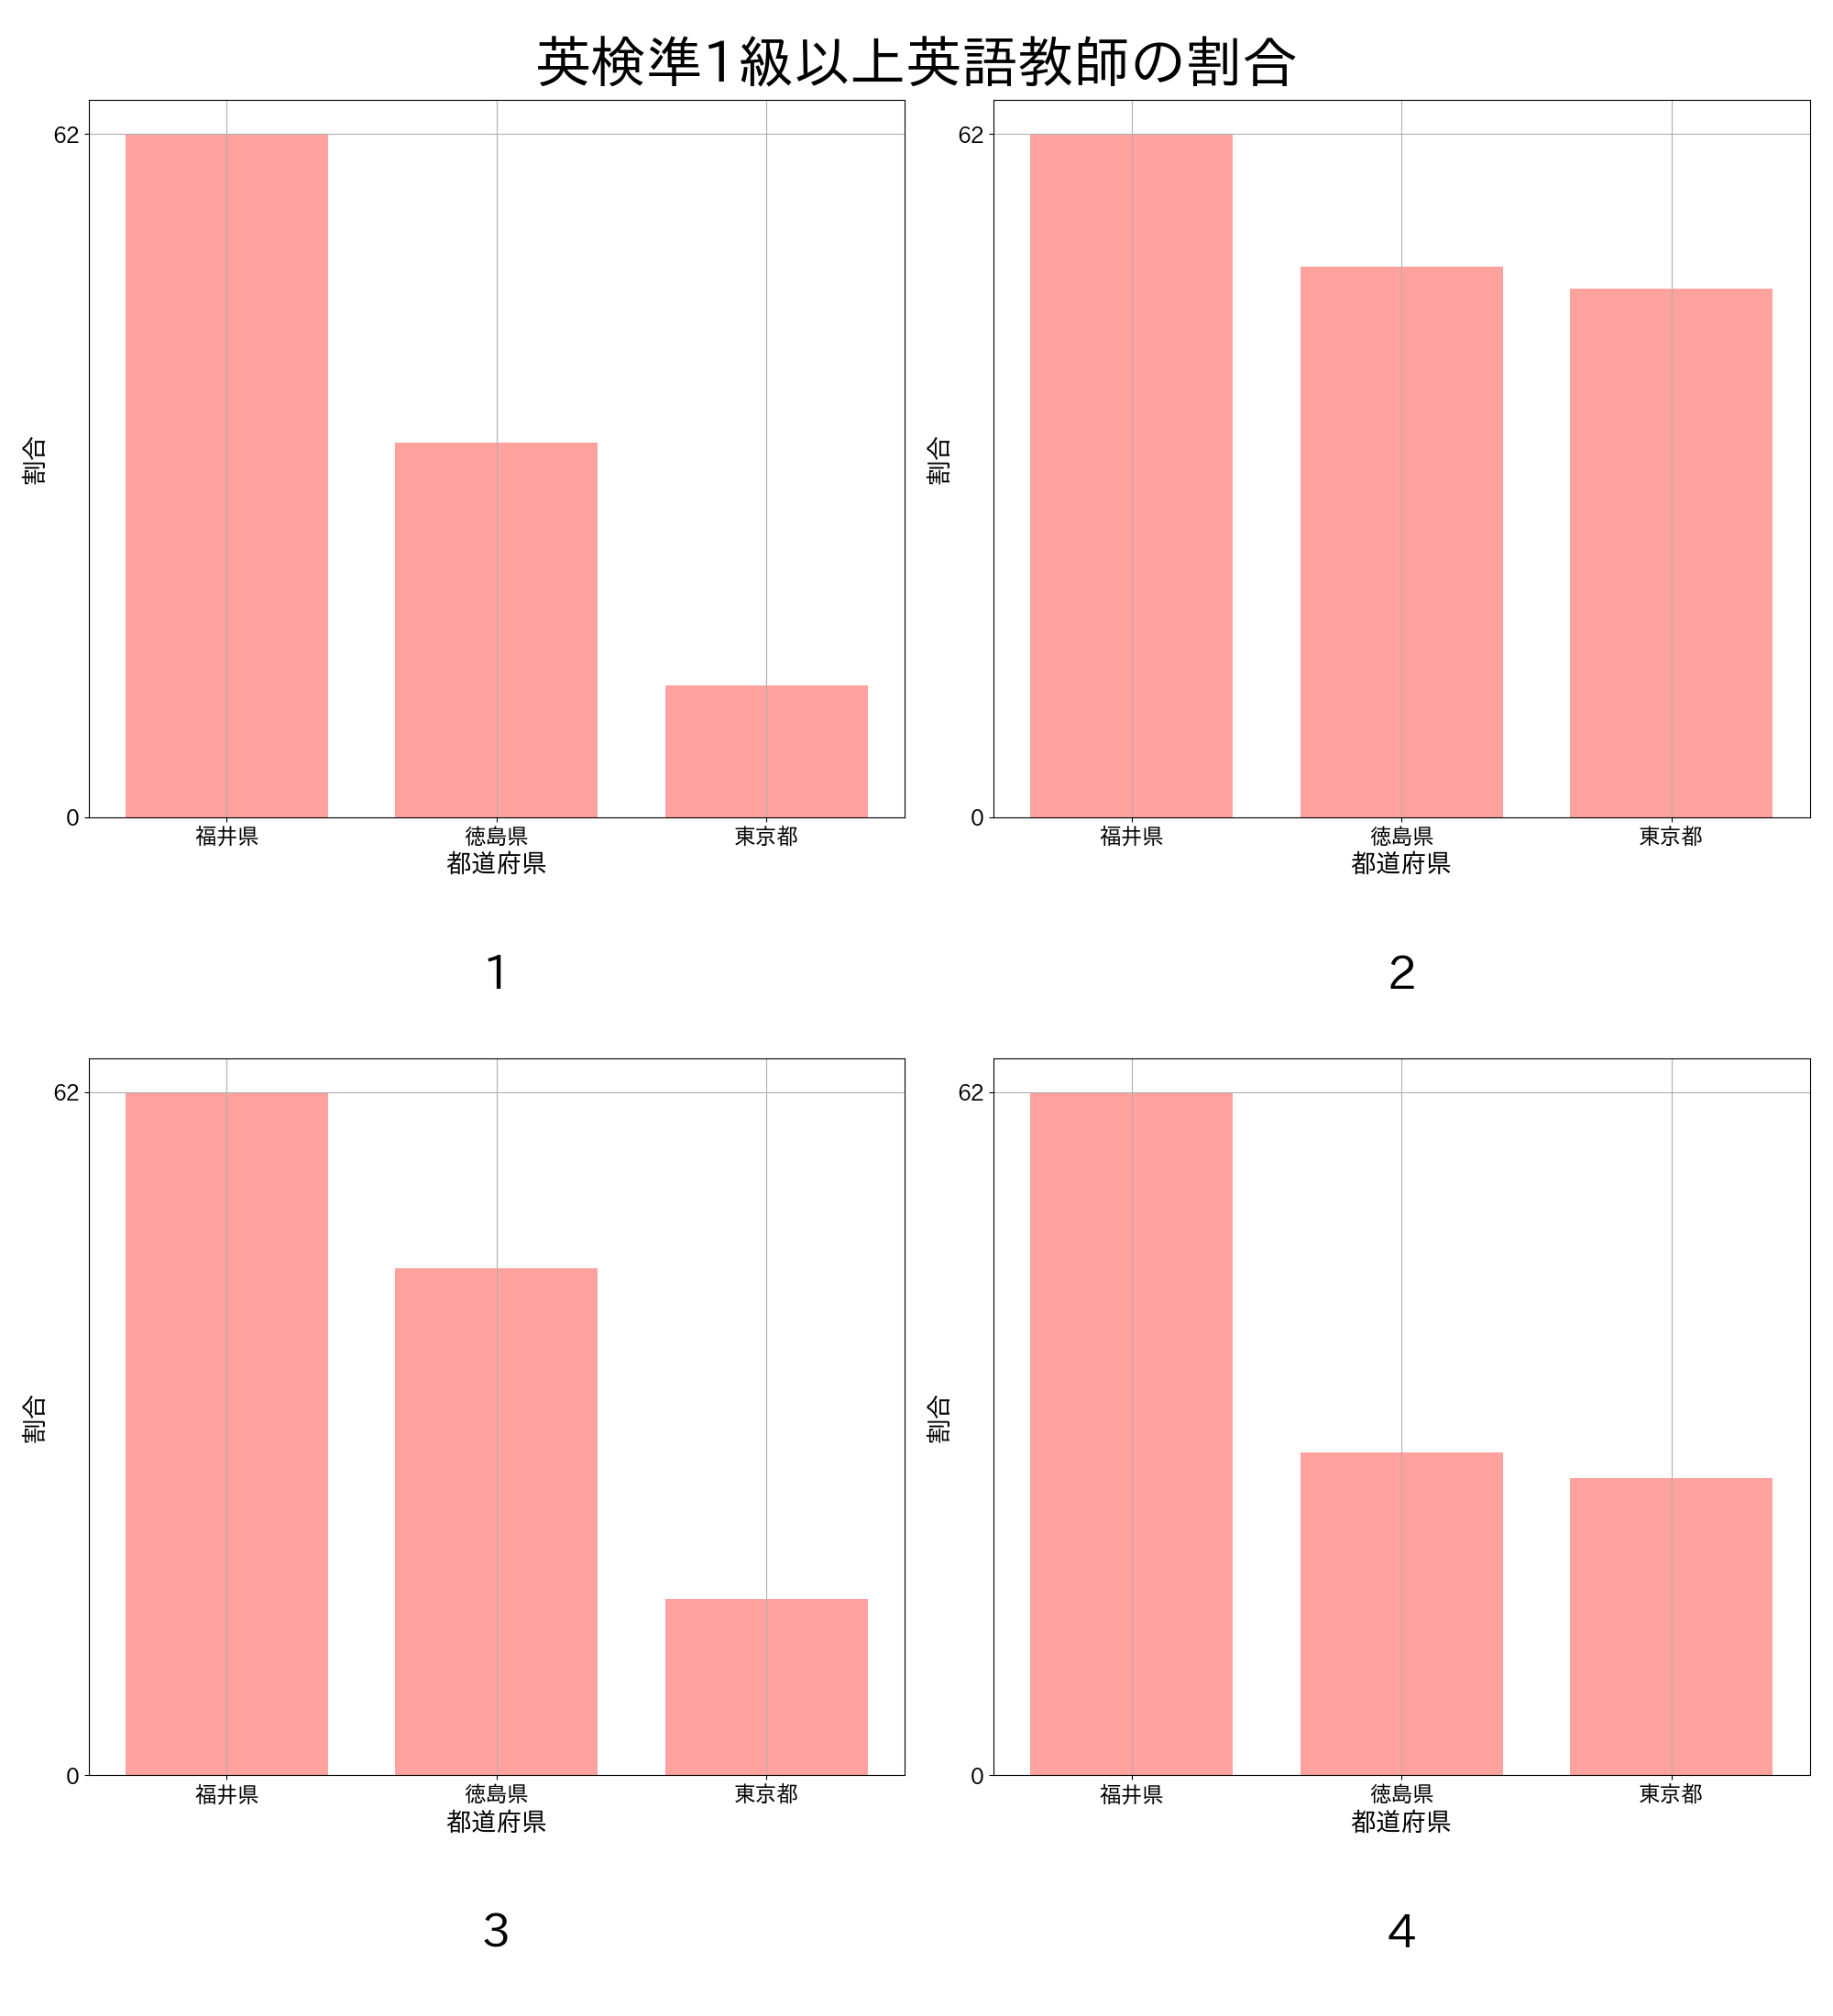 英検準1級以上英語教師の割合
62
0
割合
福井県 徳島県 東京都
都道府県
1
62
0
割合
福井県 徳島県 東京都
都道府県
2
62
0
割合
福井県 徳島県 東京都
都道府県
3
62
0
割合
福井県 徳島県 東京都
都道府県
4